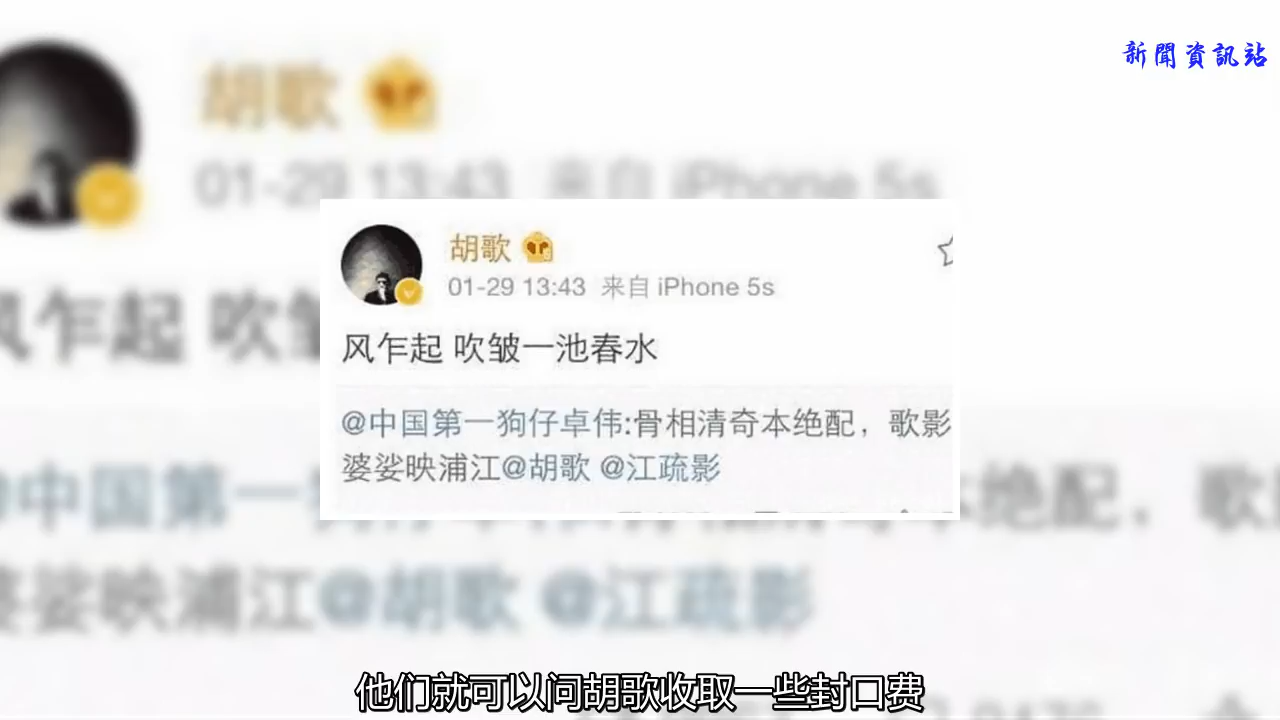 新聞資訊站
胡歌
01-29 13:43 来自 iPhone 5s
风乍起 吹皱一池春水
@中国第一狗仔卓伟:骨相清奇本绝配，歌影
婆娑映浦江@胡歌 @江疏影
他们就可以问胡歌收取一些封口费